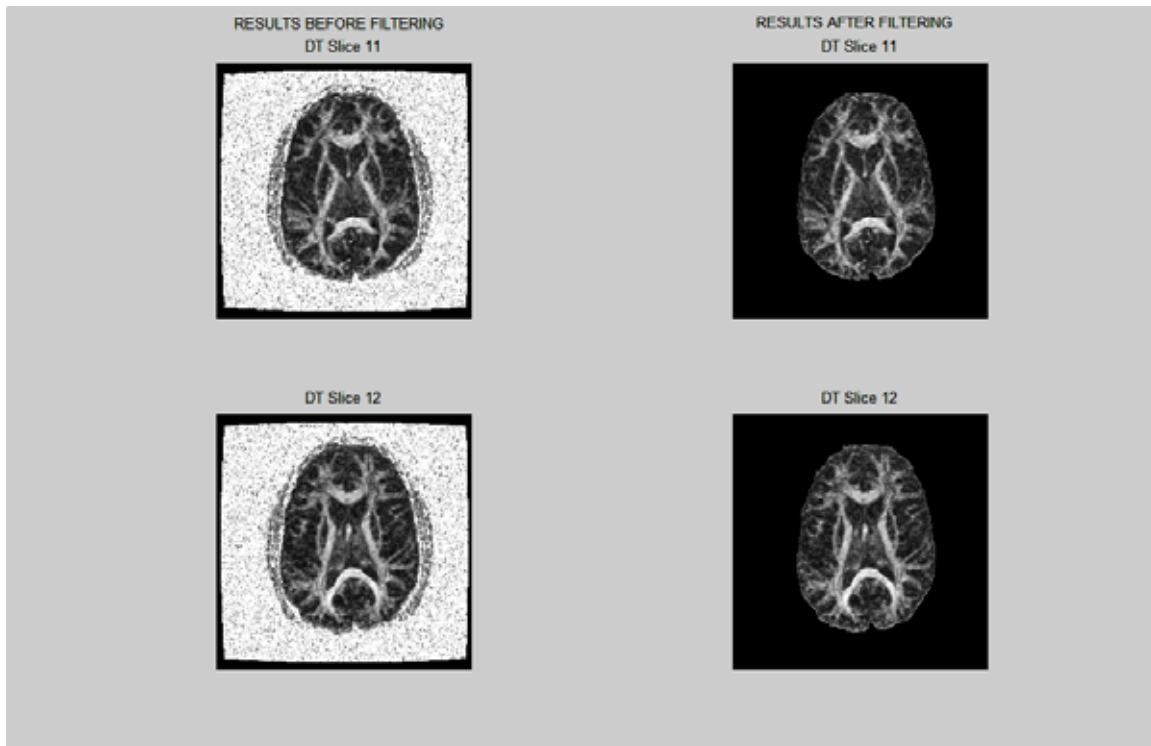 RESULTS BEFORE FILTERING
DT Slice 11
RESULTS AFTER FILTERING
DT Slice 11
DT Slice 12
DT Slice 12